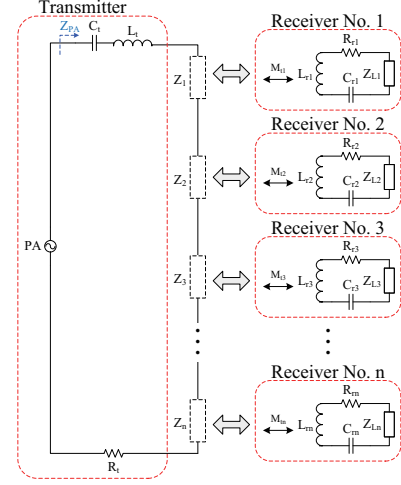 Transmitter
Z_PA
C_t
L_t
PA
R_t
Z_1
Z_2
Z_3
Z_n
Receiver No. 1
M_t1
L_r1
R_r1
C_r1
Z_L1
Receiver No. 2
M_t2
L_r2
R_r2
C_r2
Z_L2
Receiver No. 3
M_t3
L_r3
R_r3
C_r3
Z_L3
Receiver No. n
M_tn
L_rn
R_rn
C_rn
Z_Ln